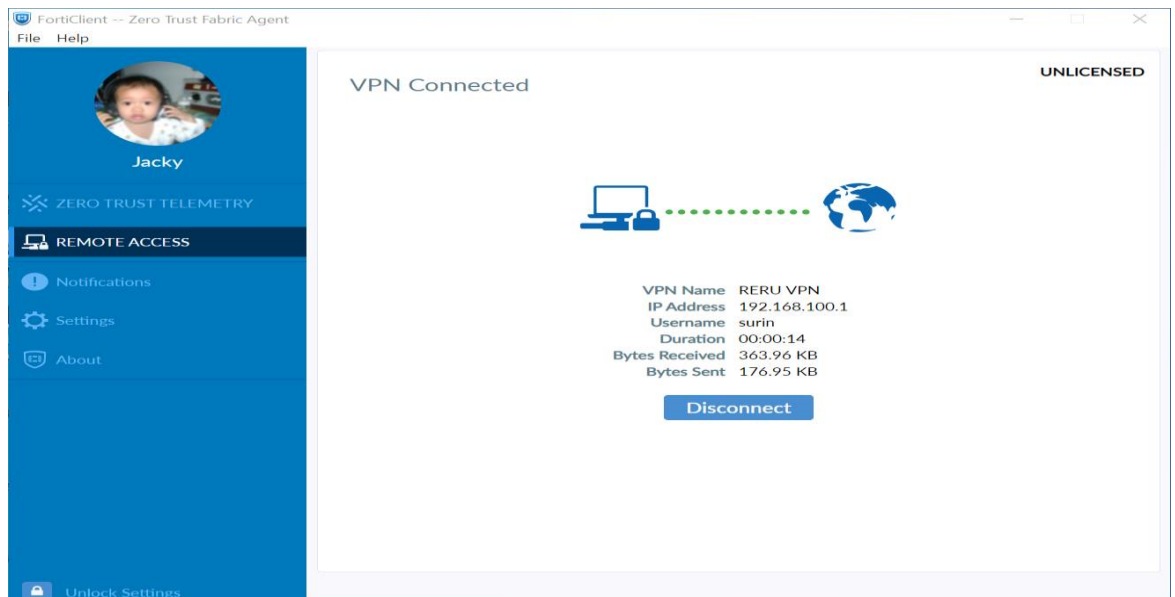 FortiClient -- Zero Trust Fabric Agent
File Help
Jacky
ZERO TRUST TELEMETRY
REMOTE ACCESS
Notifications
Settings
About
Unlock Settings
VPN Connected
UNLICENSED
VPN Name RERU VPN
IP Address 192.168.100.1
Username surin
Duration 00:00:14
Bytes Received 363.96 KB
Bytes Sent 176.95 KB
Disconnect